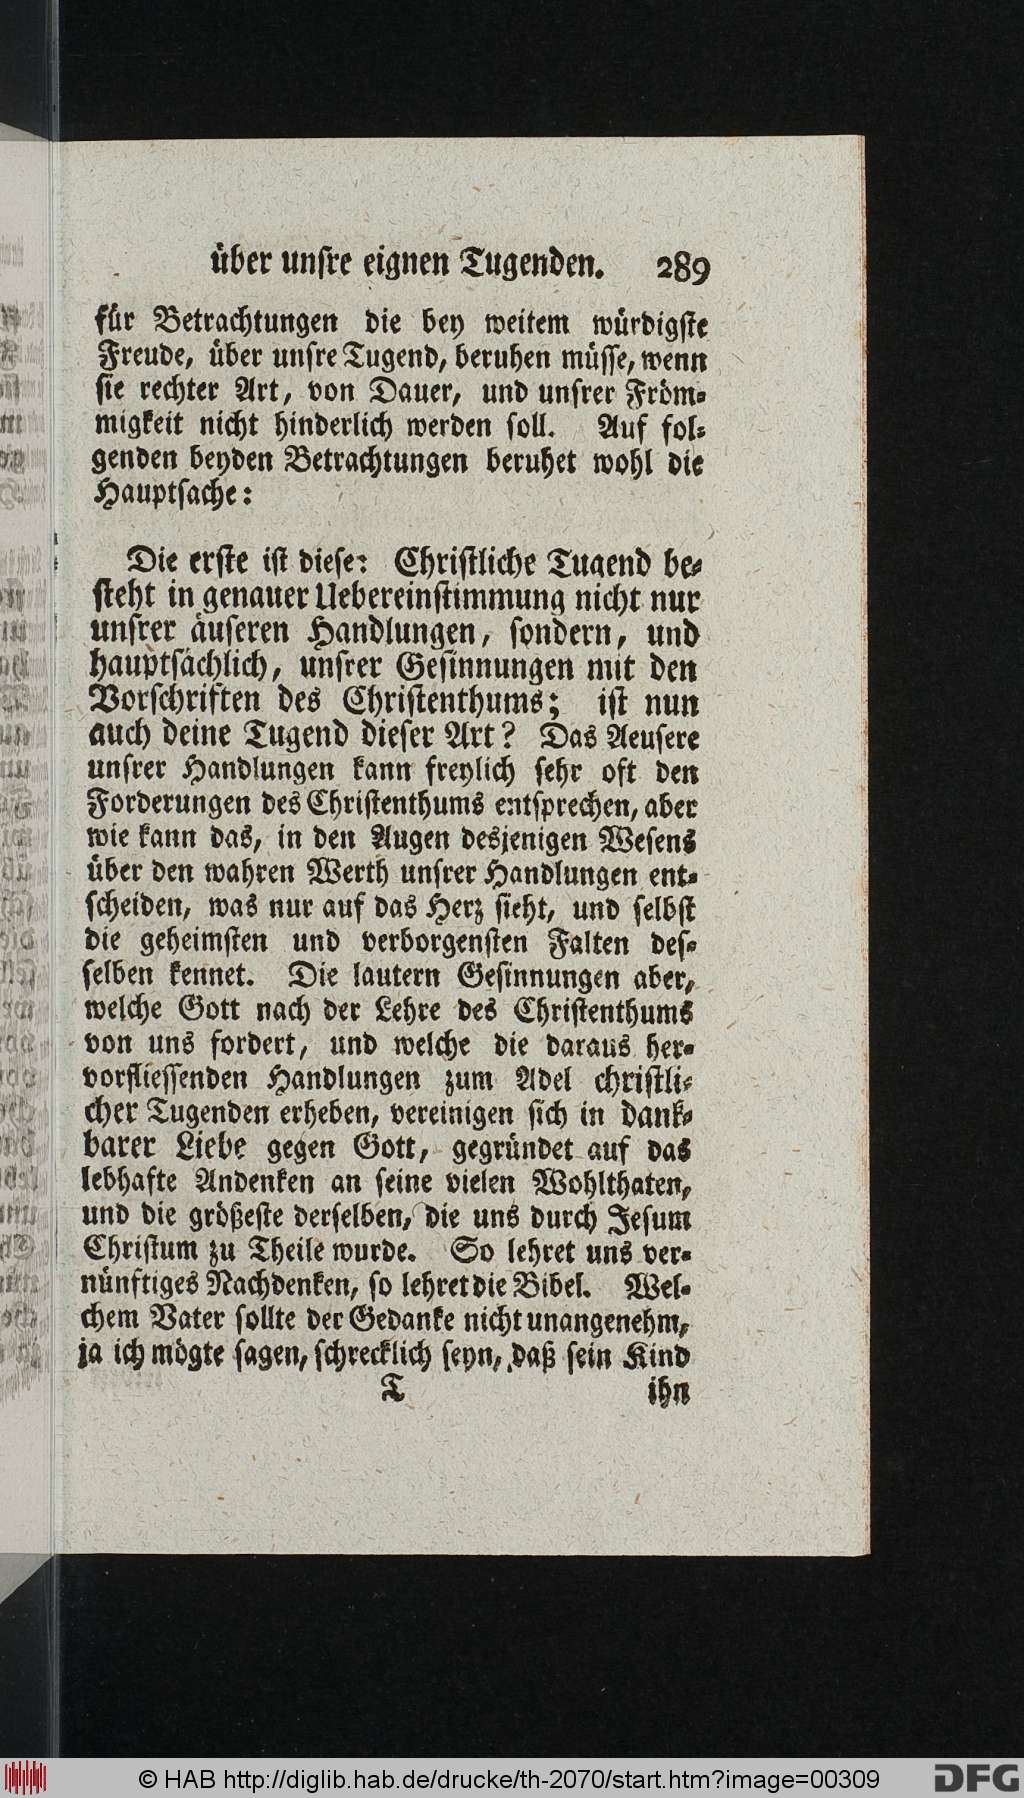 über unsre eignen Tugenden. 289
für Betrachtungen die bey weitem würdigste
Freude, über unsre Tugend, beruhen müsse, wenn
sie rechter Art, von Dauer, und unsrer Fröm-
migkeit nicht hinderlich werden soll. Auf fol-
genden beyden Betrachtungen beruhet wohl die
Hauptsache:
Die erste ist diese: Christliche Tugend be-
steht in genauer Uebereinstimmung nicht nur
unsrer äuseren Handlungen, sondern, und
hauptsächlich, unsrer Gesinnungen mit den
Vorschriften des Christenthums; ist nun
auch deine Tugend dieser Art? Das Aeusere
unsrer Handlungen kann freylich sehr oft den
Forderungen des Christenthums entsprechen, aber
wie kann das, in den Augen desjenigen Wesens
über den wahren Werth unsrer Handlungen ent-
scheiden, was nur auf das Herz sieht, und selbst
die geheimsten und verborgensten Falten des-
selben kennet. Die lautern Gesinnungen aber,
welche Gott nach der Lehre des Christenthums
von uns fordert, und welche die daraus her-
vorfliessenden Handlungen zum Adel christli-
cher Tugenden erheben, vereinigen sich in dank-
barer Liebe gegen Gott, gegründet auf das
lebhafte Andenken an seine vielen Wohlthaten,
und die größeste derselben, die uns durch Jesum
Christum zu Theile wurde. So lehret uns ver-
nünftiges Nachdenken, so lehret die Bibel. Wel-
chem Vater sollte der Gedanke nicht unangenehm,
ja ich mögte sagen, schrecklich seyn, daß sein Kind
T ihn
© HAB http://diglib.hab.de/drucke/th-2070/start.htm?image=00309 DFG